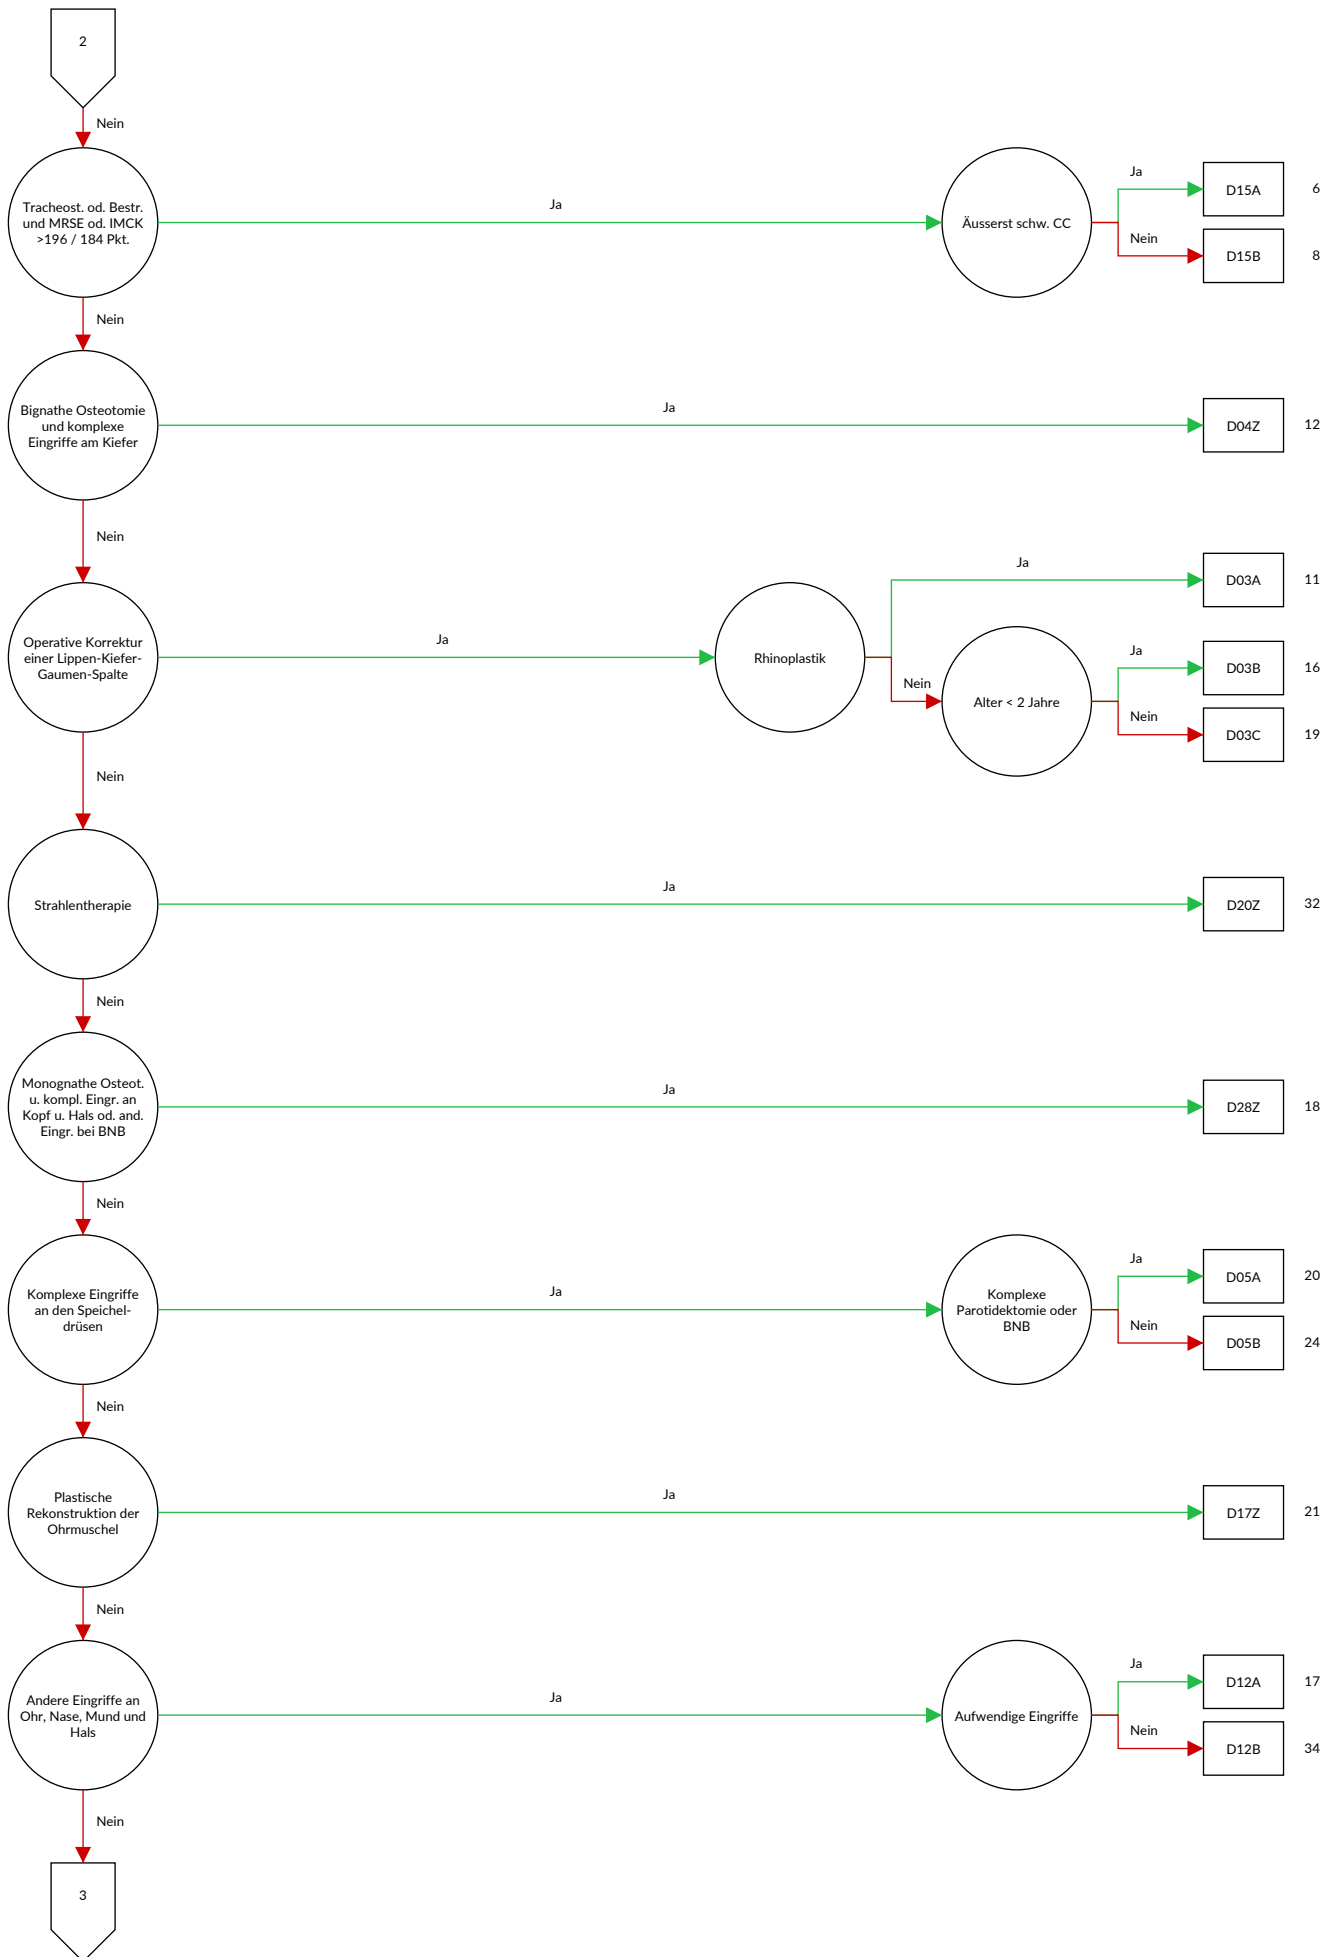 2
Nein
Tracheost. od. Bestr.
und MRSE od. IMCK
>196 / 184 Pkt.
Ja
Äusserst schw. CC
Ja
D15A
6
Nein
D15B
8
Nein
Bignathe Osteotomie
und komplexe
Eingriffe am Kiefer
Ja
D04Z
12
Nein
Operative Korrektur
einer Lippen-Kiefer-
Gaumen-Spalte
Ja
Rhinoplastik
Ja
D03A
11
Nein
Alter < 2 Jahre
Ja
D03B
16
Nein
D03C
19
Nein
Strahlentherapie
Ja
D20Z
32
Nein
Monognathe Osteot.
u. kompl. Eingr. an
Kopf u. Hals od. and.
Eingr. bei BNB
Ja
D28Z
18
Nein
Komplexe Eingriffe
an den Speichel-
drüsen
Ja
Komplexe
Parotidektomie oder
BNB
Ja
D05A
20
Nein
D05B
24
Nein
Plastische
Rekonstruktion der
Ohrmuschel
Ja
D17Z
21
Nein
Andere Eingriffe an
Ohr, Nase, Mund und
Hals
Ja
Aufwendige Eingriffe
Ja
D12A
17
Nein
D12B
34
Nein
3